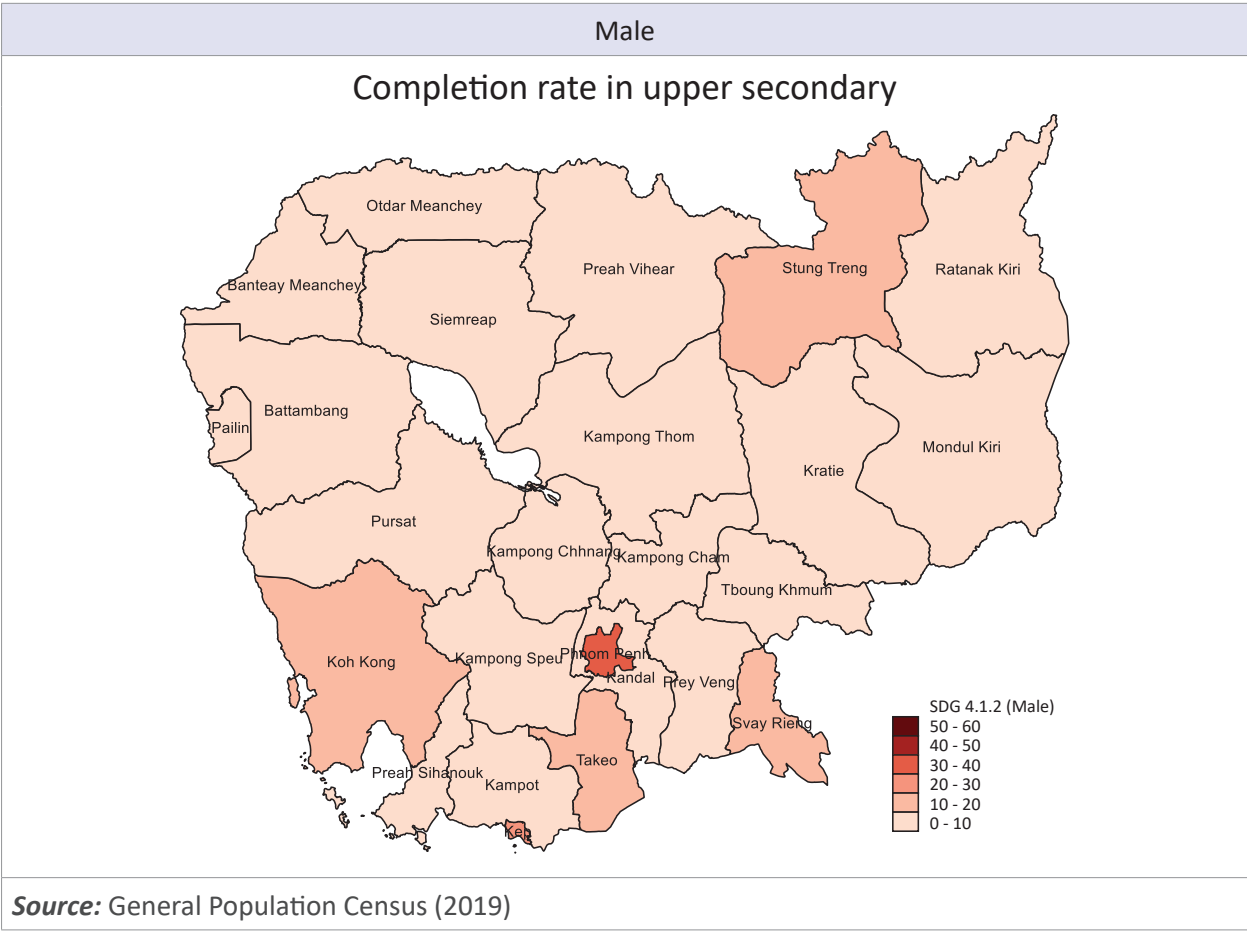 Male
Completion rate in upper secondary
Otdar Meanchey
Preah Vihear
Stung Treng
Ratanak Kiri
Banteay Meanchey
Siemreap
Battambang
Pailin
Kampong Thom
Mondul Kiri
Kratie
Pursat
Kampong Chhnang
Kampong Cham
Tboung Khmum
Koh Kong
Kampong Speu
Phnom Penh
Kandal
Prey Veng
Svay Rieng
Takeo
Preah Sihanouk
Kampot
Kep
SDG 4.1.2 (Male)
50 - 60
40 - 50
30 - 40
20 - 30
10 - 20
0 - 10
Source: General Population Census (2019)